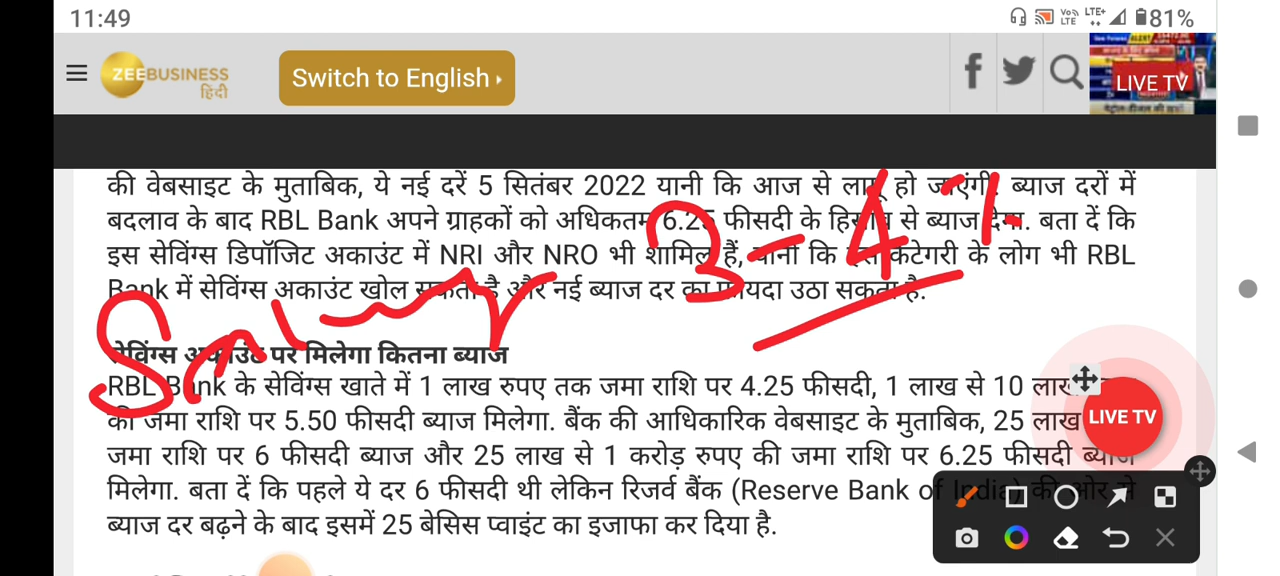 11:49 Vo)) LTE LTE+ 81%
ZEEBUSINESS हिंदी Switch to English LIVE TV
की वेबसाइट के मुताबिक, ये नई दरें 5 सितंबर 2022 यानी कि आज से लागू हो जाएंगी. ब्याज दरों में
बदलाव के बाद RBL Bank अपने ग्राहकों को अधिकतम 6.25 फीसदी के हिसाब से ब्याज देगा. बता दें कि
इस सेविंग्स डिपॉजिट अकाउंट में NRI और NRO भी शामिल हैं, यानी कि इस कैटेगरी के लोग भी RBL
Bank में सेविंग्स अकाउंट खोल सकते है और नई ब्याज दर का फायदा उठा सकते है.
3-4%
सेविंग्स अकाउंट पर मिलेगा कितना ब्याज
RBL Bank के सेविंग्स खाते में 1 लाख रुपए तक जमा राशि पर 4.25 फीसदी, 1 लाख से 10 लाख
की जमा राशि पर 5.50 फीसदी ब्याज मिलेगा. बैंक की आधिकारिक वेबसाइट के मुताबिक, 25 लाख
LIVE TV
जमा राशि पर 6 फीसदी ब्याज और 25 लाख से 1 करोड़ रुपए की जमा राशि पर 6.25 फीसदी ब्याज
मिलेगा. बता दें कि पहले ये दर 6 फीसदी थी लेकिन रिजर्व बैंक (Reserve Bank of India) की ओर से
ब्याज दर बढ़ने के बाद इसमें 25 बेसिस प्वाइंट का इजाफा कर दिया है.